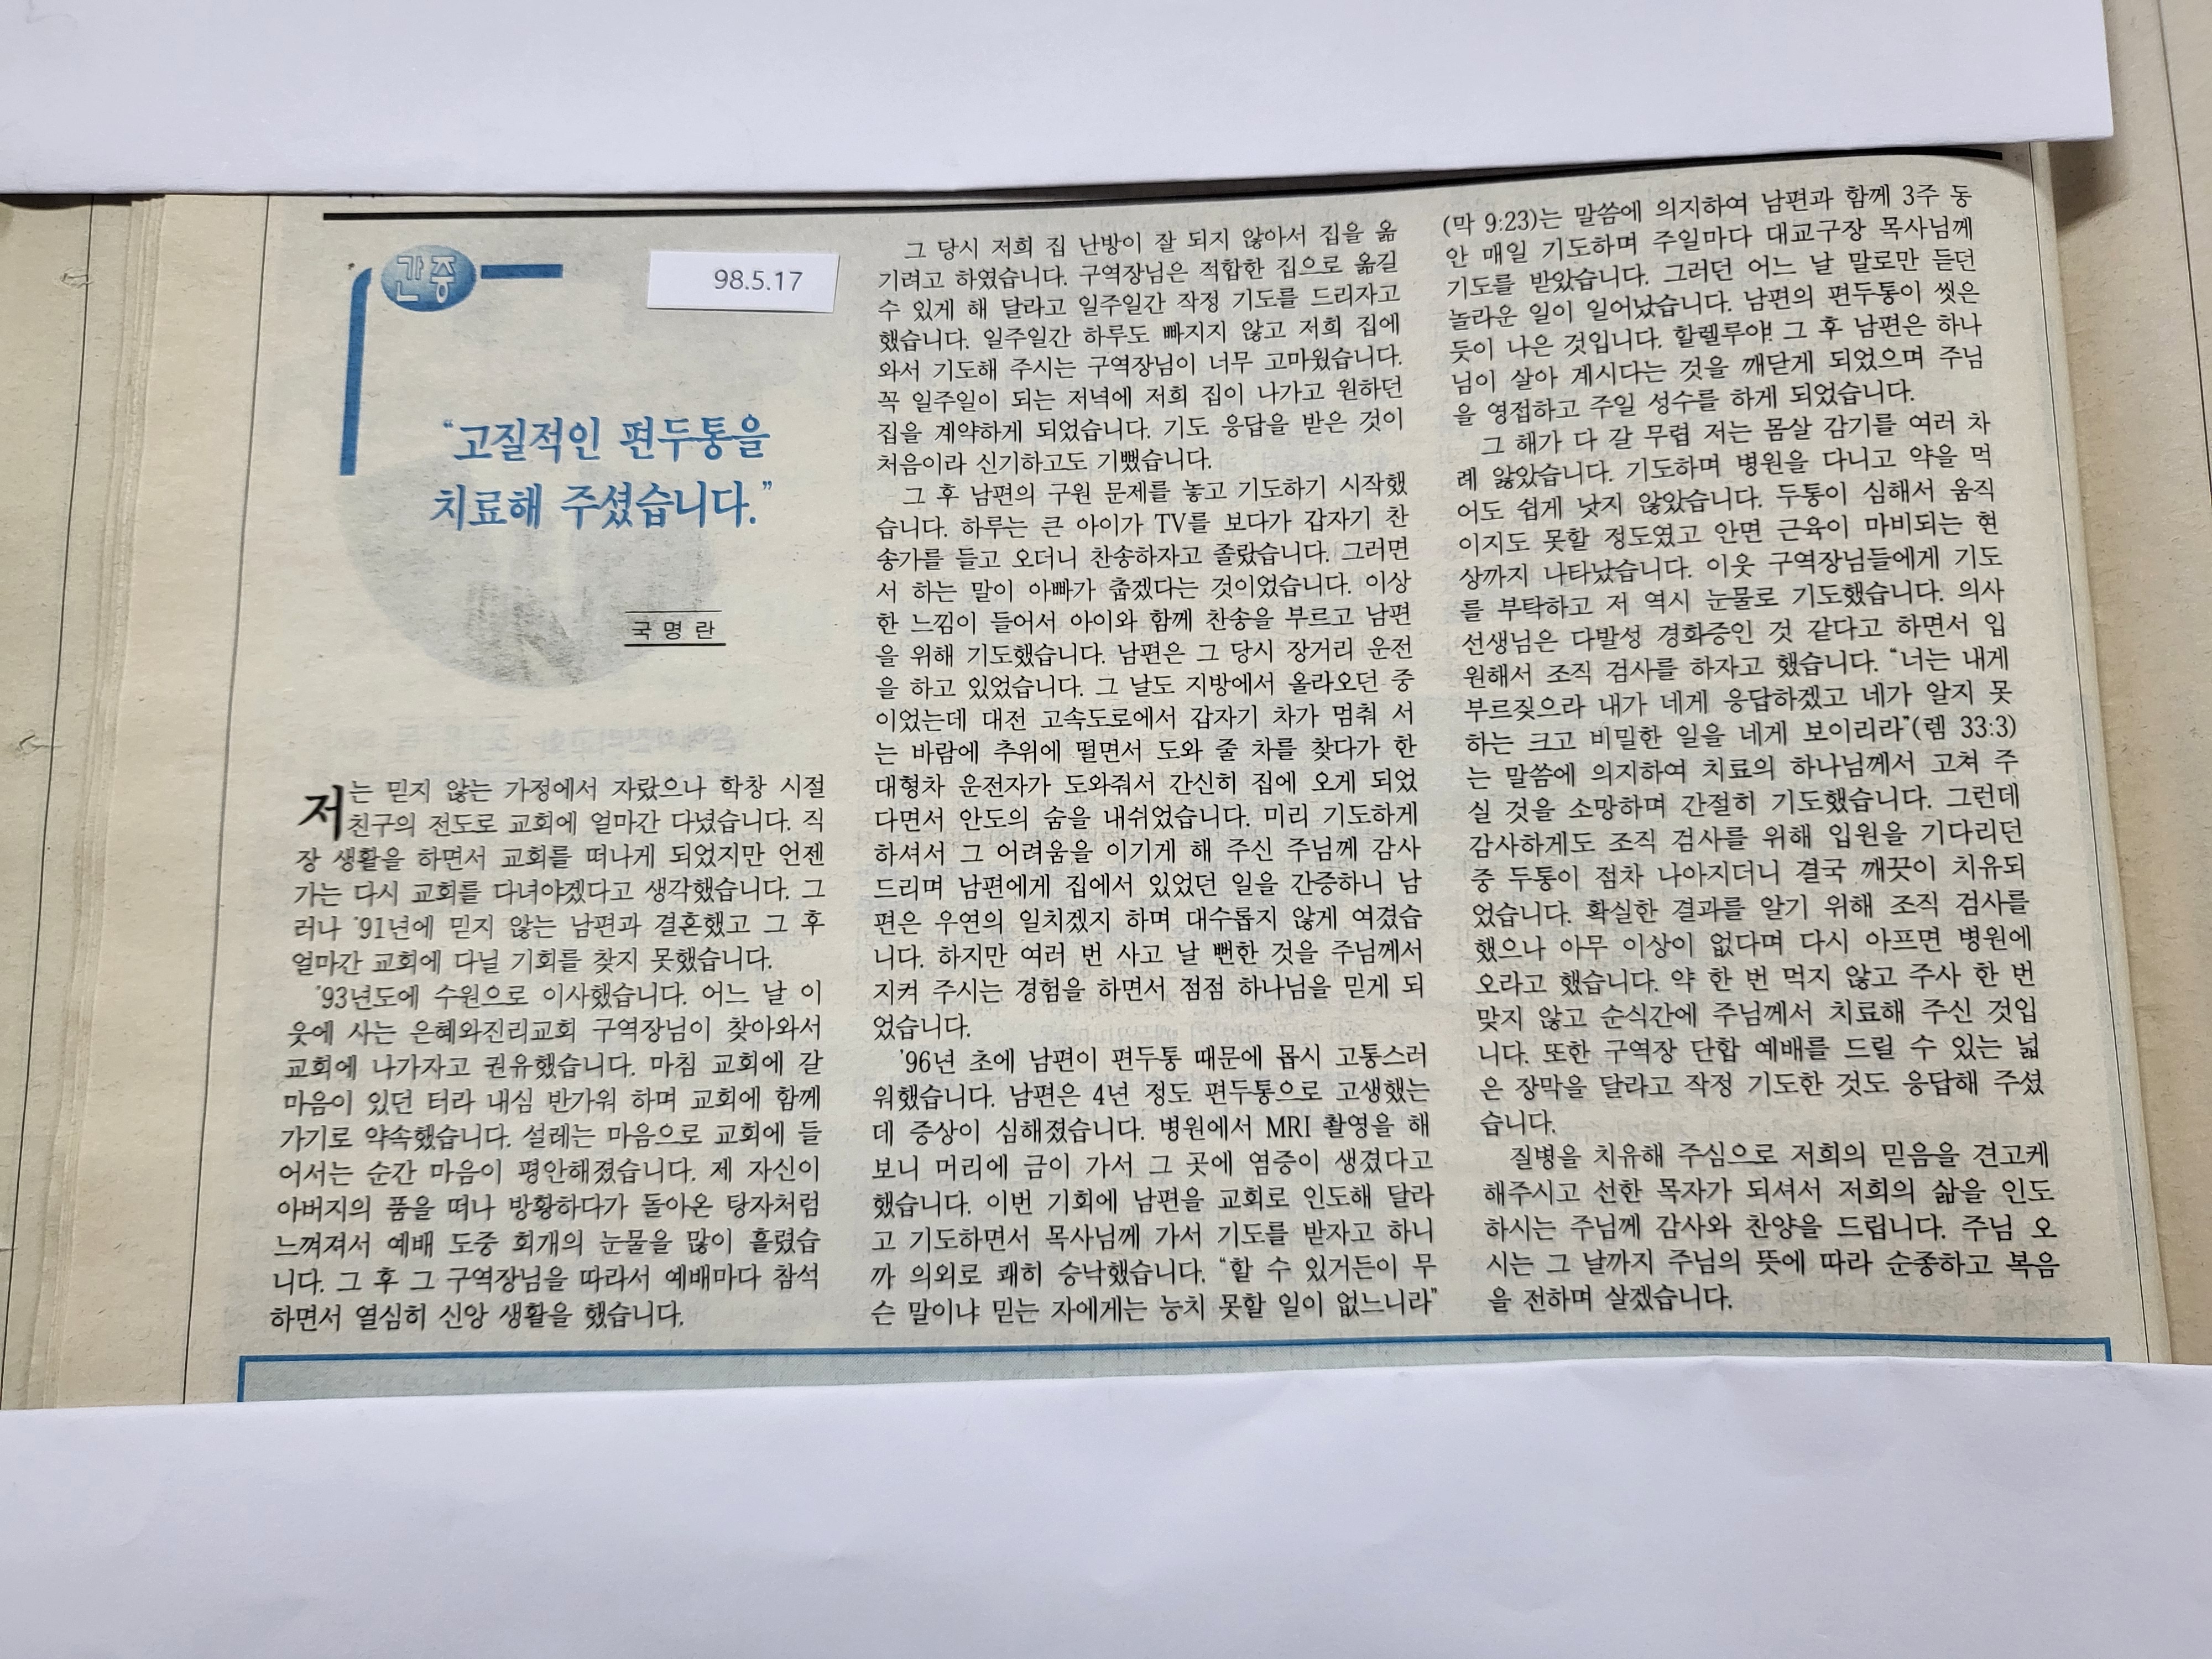 간증
98.5.17
“고질적인 편두통을
치료해 주셨습니다.”
국명란
저는 믿지 않는 가정에서 자랐으나 학창 시절
친구의 전도로 교회에 얼마간 다녔습니다. 직
장 생활을 하면서 교회를 떠나게 되었지만 언젠
가는 다시 교회를 다녀야겠다고 생각했습니다. 그
러나 '91년에 믿지 않는 남편과 결혼했고 그 후
얼마간 교회에 다닐 기회를 찾지 못했습니다.
'93년도에 수원으로 이사했습니다. 어느 날 이
웃에 사는 은혜와진리교회 구역장님이 찾아와서
교회에 나가자고 권유했습니다. 마침 교회에 갈
마음이 있던 터라 내심 반가워 하며 교회에 함께
가기로 약속했습니다. 설레는 마음으로 교회에 들
어서는 순간 마음이 평안해졌습니다. 제 자신이
아버지의 품을 떠나 방황하다가 돌아온 탕자처럼
느껴져서 예배 도중 회개의 눈물을 많이 흘렸습
니다. 그 후 그 구역장님을 따라서 예배마다 참석
하면서 열심히 신앙 생활을 했습니다.
그 당시 저희 집 난방이 잘 되지 않아서 집을 옮
기려고 하였습니다. 구역장님은 적합한 집으로 옮길
수 있게 해 달라고 일주일간 작정 기도를 드리자고
했습니다. 일주일간 하루도 빠지지 않고 저희 집에
와서 기도해 주시는 구역장님이 너무 고마웠습니다.
꼭 일주일이 되는 저녁에 저희 집이 나가고 원하던
집을 계약하게 되었습니다. 기도 응답을 받은 것이
처음이라 신기하고도 기뻤습니다.
그 후 남편의 구원 문제를 놓고 기도하기 시작했
습니다. 하루는 큰 아이가 TV를 보다가 갑자기 찬
송가를 들고 오더니 찬송하자고 졸랐습니다. 그러면
서 하는 말이 아빠가 춥겠다는 것이었습니다. 이상
한 느낌이 들어서 아이와 함께 찬송을 부르고 남편
을 위해 기도했습니다. 남편은 그 당시 장거리 운전
을 하고 있었습니다. 그 날도 지방에서 올라오던 중
이었는데 대전 고속도로에서 갑자기 차가 멈춰 서
는 바람에 추위에 떨면서 도와 줄 차를 찾다가 한
대형차 운전자가 도와줘서 간신히 집에 오게 되었
다면서 안도의 숨을 내쉬었습니다. 미리 기도하게
하셔서 그 어려움을 이기게 해 주신 주님께 감사
드리며 남편에게 집에서 있었던 일을 간증하니 남
편은 우연의 일치겠지 하며 대수롭지 않게 여겼습
니다. 하지만 여러 번 사고 날 뻔한 것을 주님께서
지켜 주시는 경험을 하면서 점점 하나님을 믿게 되
었습니다.
'96년 초에 남편이 편두통 때문에 몹시 고통스러
워했습니다. 남편은 4년 정도 편두통으로 고생했는
데 증상이 심해졌습니다. 병원에서 MRI 촬영을 해
보니 머리에 금이 가서 그 곳에 염증이 생겼다고
했습니다. 이번 기회에 남편을 교회로 인도해 달라
고 기도하면서 목사님께 가서 기도를 받자고 하니
까 의외로 쾌히 승낙했습니다. “할 수 있거든이 무
슨 말이냐 믿는 자에게는 능치 못할 일이 없느니라”
(막 9:23)는 말씀에 의지하여 남편과 함께 3주 동
안 매일 기도하며 주일마다 대교구장 목사님께
기도를 받았습니다. 그러던 어느 날 말로만 듣던
놀라운 일이 일어났습니다. 남편의 편두통이 씻은
듯이 나은 것입니다. 할렐루야! 그 후 남편은 하나
님이 살아 계시다는 것을 깨닫게 되었으며 주님
을 영접하고 주일 성수를 하게 되었습니다.
그 해가 다 갈 무렵 저는 몸살 감기를 여러 차
례 앓았습니다. 기도하며 병원을 다니고 약을 먹
어도 쉽게 낫지 않았습니다. 두통이 심해서 움직
이지도 못할 정도였고 안면 근육이 마비되는 현
상까지 나타났습니다. 이웃 구역장님들에게 기도
를 부탁하고 저 역시 눈물로 기도했습니다. 의사
선생님은 다발성 경화증인 것 같다고 하면서 입
원해서 조직 검사를 하자고 했습니다. “너는 내게
부르짖으라 내가 네게 응답하겠고 네가 알지 못
하는 크고 비밀한 일을 네게 보이리라”(렘 33:3)
는 말씀에 의지하여 치료의 하나님께서 고쳐 주
실 것을 소망하며 간절히 기도했습니다. 그런데
감사하게도 조직 검사를 위해 입원을 기다리던
중 두통이 점차 나아지더니 결국 깨끗이 치유되
었습니다. 확실한 결과를 알기 위해 조직 검사를
했으나 아무 이상이 없다며 다시 아프면 병원에
오라고 했습니다. 약 한 번 먹지 않고 주사 한 번
맞지 않고 순식간에 주님께서 치료해 주신 것입
니다. 또한 구역장 단합 예배를 드릴 수 있는 넓
은 장막을 달라고 작정 기도한 것도 응답해 주셨
습니다.
질병을 치유해 주심으로 저희의 믿음을 견고케
해주시고 선한 목자가 되셔서 저희의 삶을 인도
하시는 주님께 감사와 찬양을 드립니다. 주님 오
시는 그 날까지 주님의 뜻에 따라 순종하고 복음
을 전하며 살겠습니다.